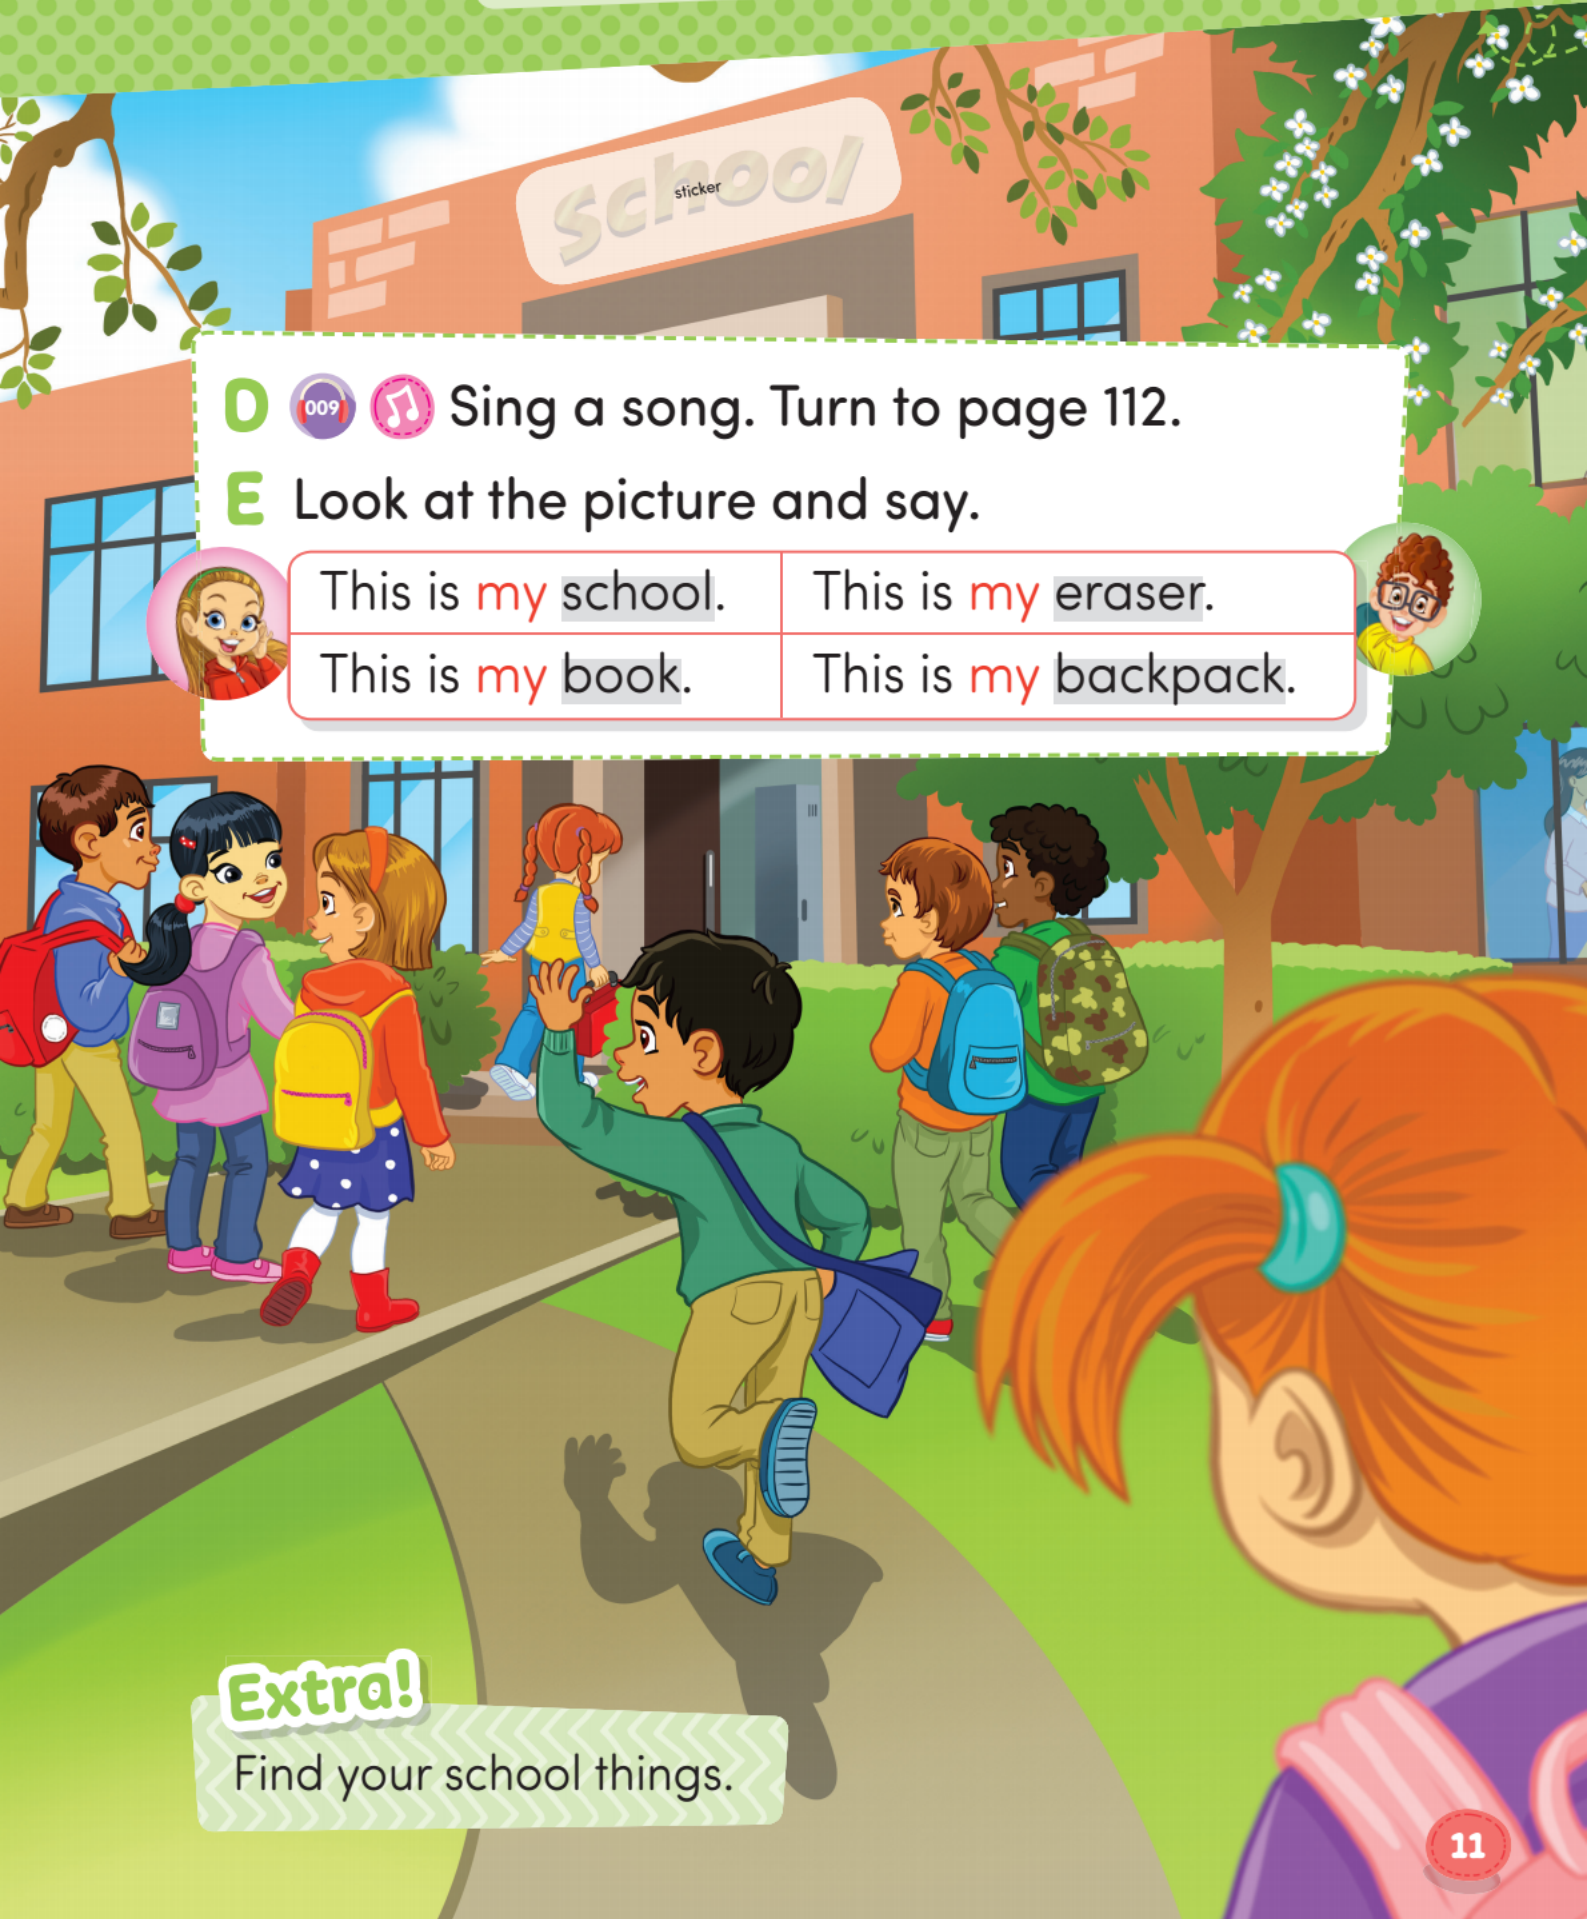 School
sticker
D 009 Sing a song. Turn to page 112.
E Look at the picture and say.
This is my school. This is my eraser.
This is my book. This is my backpack.
Extra!
Find your school things.
11